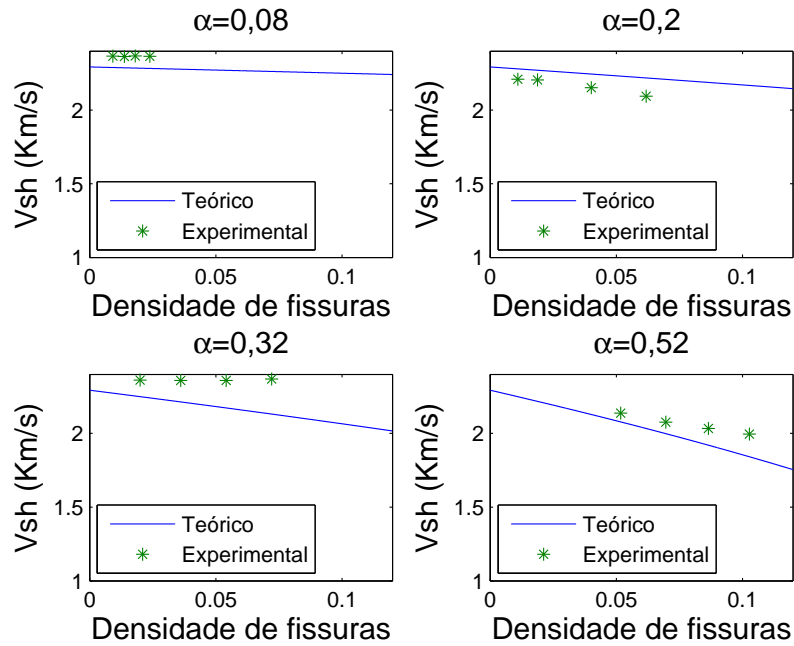 α=0,08
Vsh (Km/s)
2
1.5
1
Teórico
Experimental
0
0.05
0.1
Densidade de fissuras
α=0,2
Vsh (Km/s)
2
1.5
1
Teórico
Experimental
0
0.05
0.1
Densidade de fissuras
α=0,32
Vsh (Km/s)
2
1.5
1
Teórico
Experimental
0
0.05
0.1
Densidade de fissuras
α=0,52
Vsh (Km/s)
2
1.5
1
Teórico
Experimental
0
0.05
0.1
Densidade de fissuras